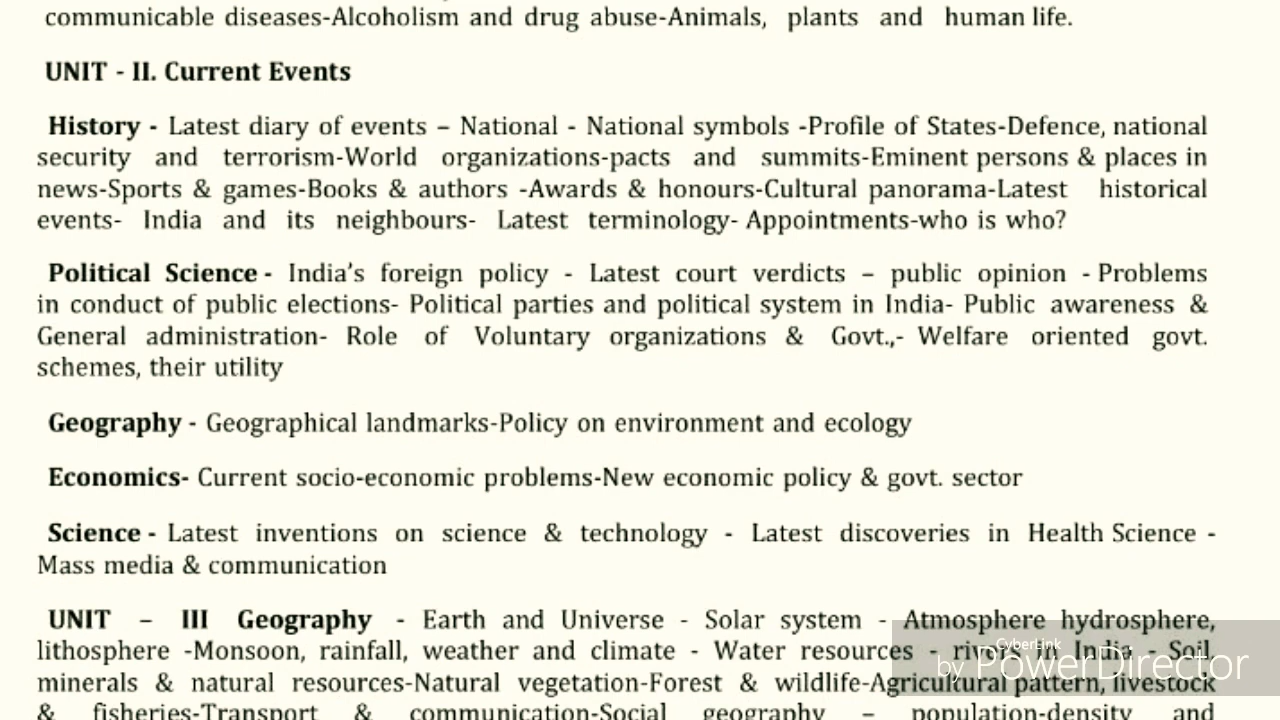 communicable diseases-Alcoholism and drug abuse-Animals, plants and human life.
UNIT - II. Current Events
History - Latest diary of events – National - National symbols -Profile of States-Defence, national
security and terrorism-World organizations-pacts and summits-Eminent persons & places in
news-Sports & games-Books & authors -Awards & honours-Cultural panorama-Latest historical
events- India and its neighbours- Latest terminology- Appointments-who is who?
Political Science - India’s foreign policy - Latest court verdicts – public opinion - Problems
in conduct of public elections- Political parties and political system in India- Public awareness &
General administration- Role of Voluntary organizations & Govt.,- Welfare oriented govt.
schemes, their utility
Geography - Geographical landmarks-Policy on environment and ecology
Economics- Current socio-economic problems-New economic policy & govt. sector
Science - Latest inventions on science & technology - Latest discoveries in Health Science -
Mass media & communication
UNIT – III Geography - Earth and Universe - Solar system - Atmosphere hydrosphere,
lithosphere -Monsoon, rainfall, weather and climate - Water resources - rivers in India - Soil,
minerals & natural resources-Natural vegetation-Forest & wildlife-Agricultural pattern, livestock
& fisheries-Transport & communication-Social geography – population-density and
CyberLink
by PowerDirector